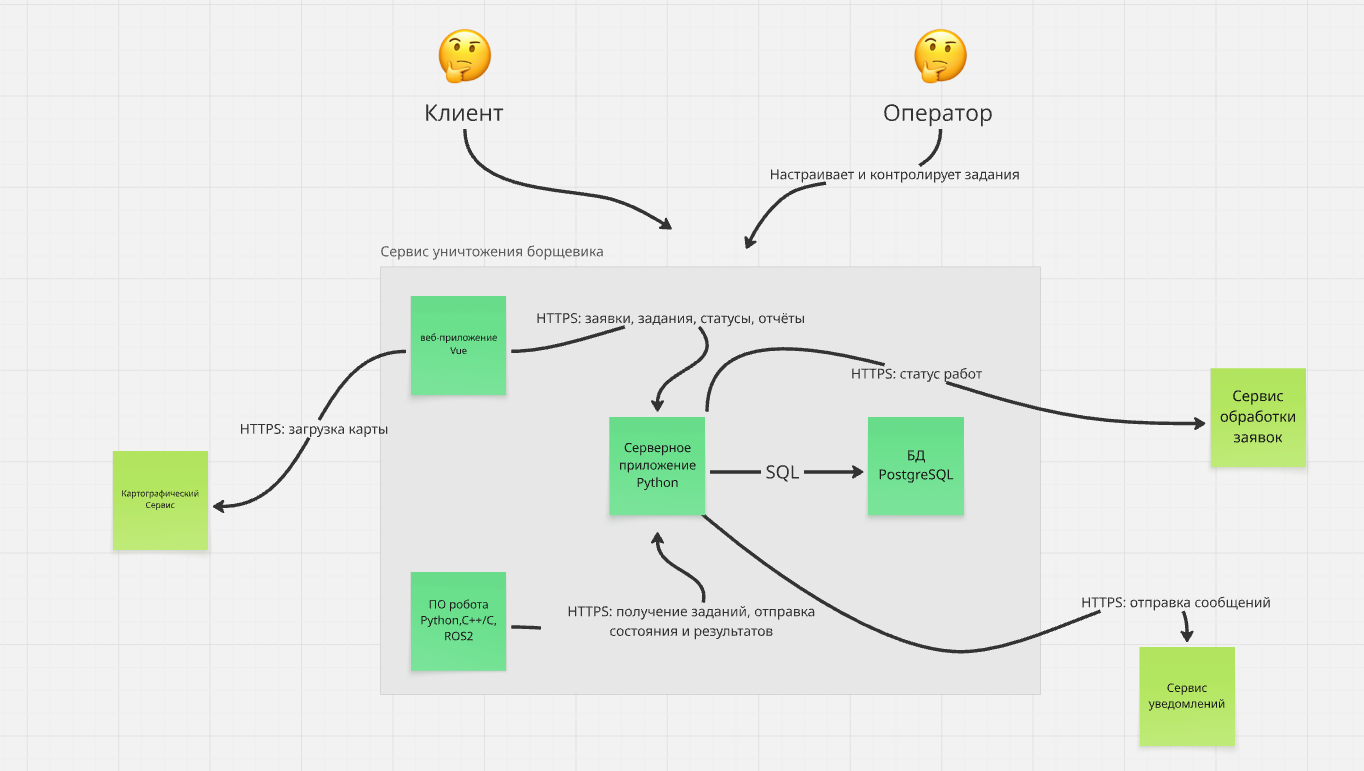 Клиент
Оператор
Настраивает и контролирует задания
Сервис уничтожения борщевика
веб-приложение
Vue
HTTPS: заявки, задания, статусы, отчёты
HTTPS: статус работ
Сервис
обработки
заявок
HTTPS: загрузка карты
Серверное
приложение
Python
SQL
БД
PostgreSQL
Картографический
Сервис
ПО робота
Python,C++/C,
ROS2
HTTPS: получение заданий, отправка
состояния и результатов
HTTPS: отправка сообщений
Сервис
уведомлений